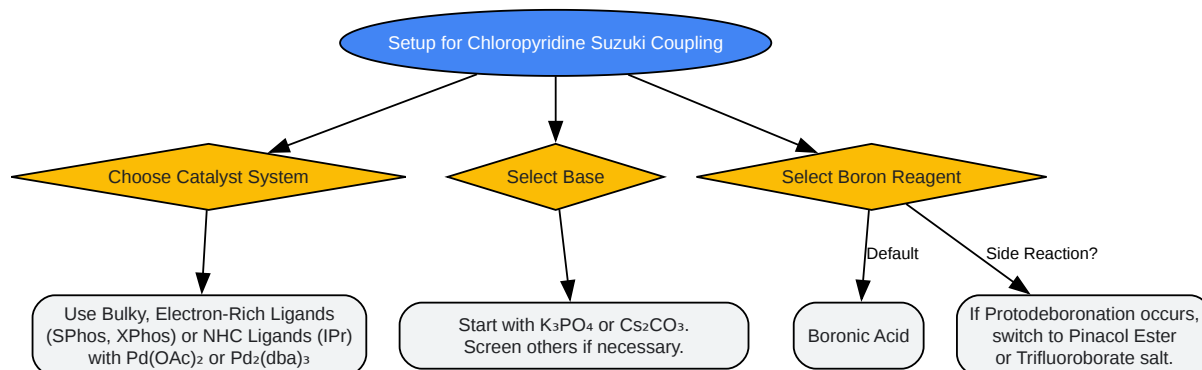 Setup for Chloropyridine Suzuki Coupling
Choose Catalyst System
Select Base
Select Boron Reagent
Default
Side Reaction?
Use Bulky, Electron-Rich Ligands
(SPhos, XPhos) or NHC Ligands (IPr)
with Pd(OAc)₂ or Pd₂(dba)₃
Start with K₃PO₄ or Cs₂CO₃.
Screen others if necessary.
Boronic Acid
If Protodeboronation occurs,
switch to Pinacol Ester
or Trifluoroborate salt.